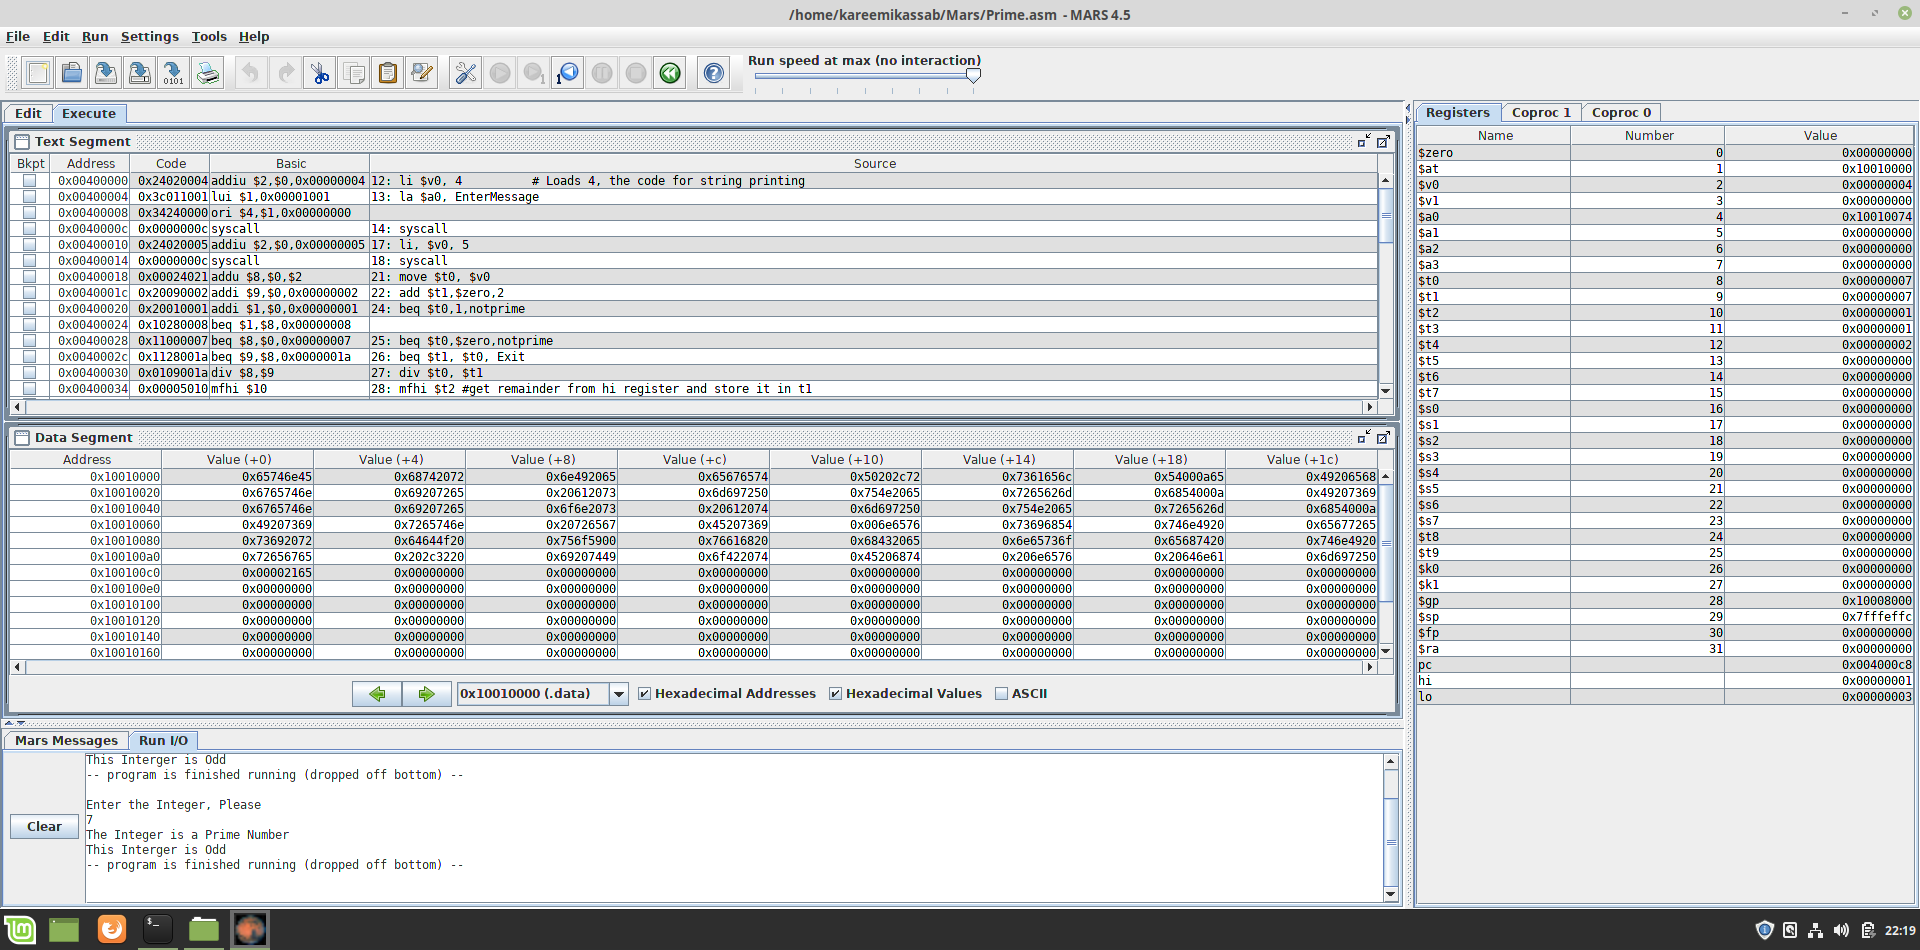 /home/kareemikassab/Mars/Prime.asm - MARS 4.5
File Edit Run Settings Tools Help
Run speed at max (no interaction)
Edit Execute
Text Segment
Bkpt Address Code Basic Source
0x00400000 0x24020004 addiu $2,$0,0x00000004 12: li $v0, 4 # Loads 4, the code for string printing
0x00400004 0x3c011001 lui $1,0x00001001 13: la $a0, EnterMessage
0x00400008 0x34240000 ori $4,$1,0x00000000
0x0040000c 0x0000000c syscall 14: syscall
0x00400010 0x24020005 addiu $2,$0,0x00000005 17: li, $v0, 5
0x00400014 0x0000000c syscall 18: syscall
0x00400018 0x00024021 addu $8,$0,$2 21: move $t0, $v0
0x0040001c 0x20090002 addi $9,$0,0x00000002 22: add $t1,$zero,2
0x00400020 0x20010001 addi $1,$0,0x00000001 24: beq $t0,1,notprime
0x00400024 0x10280008 beq $1,$8,0x00000008
0x00400028 0x11000007 beq $8,$0,0x00000007 25: beq $t0,$zero,notprime
0x0040002c 0x1128001a beq $9,$8,0x0000001a 26: beq $t1, $t0, Exit
0x00400030 0x0109001a div $8,$9 27: div $t0, $t1
0x00400034 0x00005010 mfhi $10 28: mfhi $t2 #get remainder from hi register and store it in t1
Data Segment
Address Value (+0) Value (+4) Value (+8) Value (+c) Value (+10) Value (+14) Value (+18) Value (+1c)
0x10010000 0x65746e45 0x68742072 0x6e492065 0x65676574 0x50202c72 0x7361656c 0x54000a65 0x49206568
0x10010020 0x6765746e 0x69207265 0x20612073 0x6d697250 0x754e2065 0x7265626d 0x6854000a 0x49207369
0x10010040 0x6765746e 0x69207265 0x6f6e2073 0x20612074 0x6d697250 0x754e2065 0x7265626d 0x6854000a
0x10010060 0x49207369 0x7265746e 0x20726567 0x45207369 0x006e6576 0x73696854 0x746e4920 0x65677265
0x10010080 0x73692072 0x64644f20 0x756f5900 0x76616820 0x68432065 0x6e65736f 0x65687420 0x746e4920
0x100100a0 0x72656765 0x202c3220 0x69207449 0x6f422074 0x45206874 0x206e6576 0x20646e61 0x6d697250
0x100100c0 0x00002165 0x00000000 0x00000000 0x00000000 0x00000000 0x00000000 0x00000000 0x00000000
0x100100e0 0x00000000 0x00000000 0x00000000 0x00000000 0x00000000 0x00000000 0x00000000 0x00000000
0x10010100 0x00000000 0x00000000 0x00000000 0x00000000 0x00000000 0x00000000 0x00000000 0x00000000
0x10010120 0x00000000 0x00000000 0x00000000 0x00000000 0x00000000 0x00000000 0x00000000 0x00000000
0x10010140 0x00000000 0x00000000 0x00000000 0x00000000 0x00000000 0x00000000 0x00000000 0x00000000
0x10010160 0x00000000 0x00000000 0x00000000 0x00000000 0x00000000 0x00000000 0x00000000 0x00000000
0x10010000 (.data) Hexadecimal Addresses Hexadecimal Values ASCII
Mars Messages Run I/O
This Interger is Odd
-- program is finished running (dropped off bottom) --
Enter the Integer, Please
7
The Integer is a Prime Number
This Interger is Odd
-- program is finished running (dropped off bottom) --
Clear
Registers Coproc 1 Coproc 0
Name Number Value
$zero 0 0x00000000
$at 1 0x10010000
$v0 2 0x00000004
$v1 3 0x00000000
$a0 4 0x10010074
$a1 5 0x00000000
$a2 6 0x00000000
$a3 7 0x00000000
$t0 8 0x00000007
$t1 9 0x00000007
$t2 10 0x00000001
$t3 11 0x00000001
$t4 12 0x00000002
$t5 13 0x00000000
$t6 14 0x00000000
$t7 15 0x00000000
$s0 16 0x00000000
$s1 17 0x00000000
$s2 18 0x00000000
$s3 19 0x00000000
$s4 20 0x00000000
$s5 21 0x00000000
$s6 22 0x00000000
$s7 23 0x00000000
$t8 24 0x00000000
$t9 25 0x00000000
$k0 26 0x00000000
$k1 27 0x00000000
$gp 28 0x10008000
$sp 29 0x7fffeffc
$fp 30 0x00000000
$ra 31 0x00000000
pc 0x004000c8
hi 0x00000001
lo 0x00000003
22:19